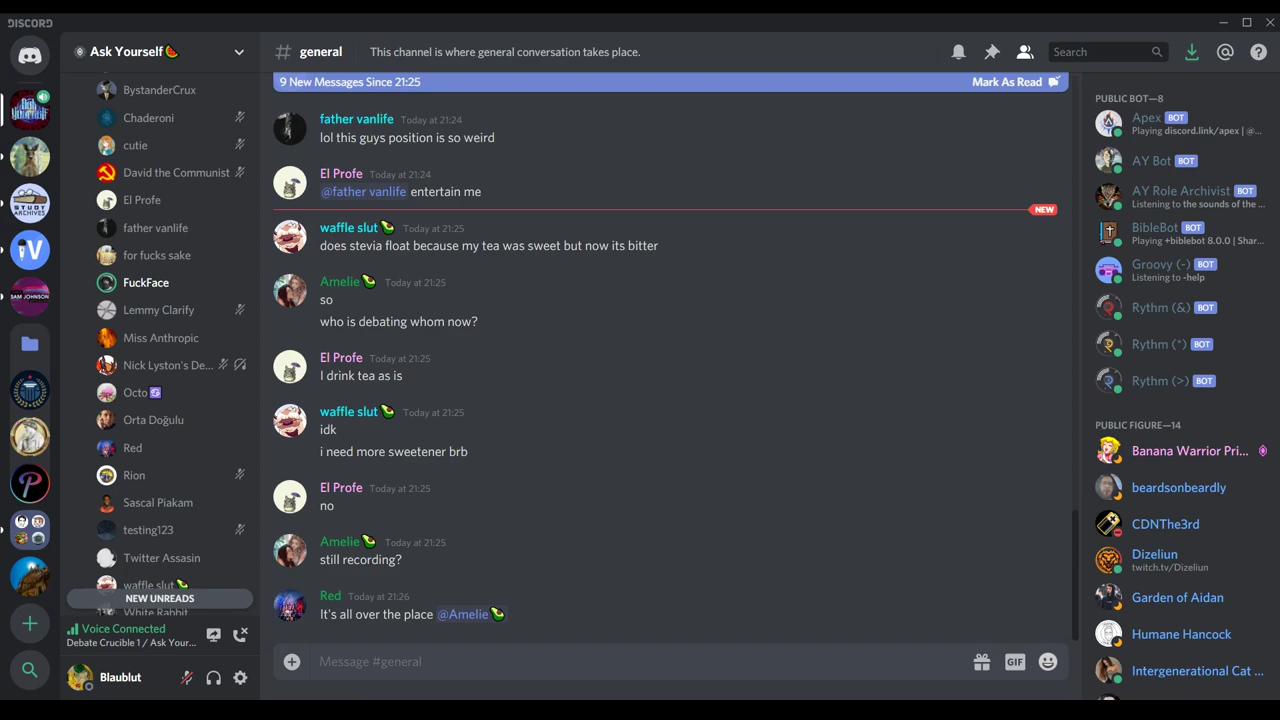 DISCORD
Ask Yourself🍉
general
This channel is where general conversation takes place.
Search
BystanderCrux
Chaderoni
cutie
David the Communist
El Profe
father vanlife
for fucks sake
FuckFace
Lemmy Clarify
Miss Anthropic
Nick Lyston's De...
Octo
Orta Doğulu
Red
Rion
Sascal Piakam
testing123
Twitter Assasin
waffle slut🥑
NEW UNREADS
White Rabbit
Voice Connected
Debate Crucible 1 / Ask Your...
Blaublut
STUDY
ARCHIVES
V
SAM JOHNSON
9 New Messages Since 21:25
Mark As Read
father vanlife Today at 21:24
lol this guys position is so weird
El Profe Today at 21:24
@father vanlife entertain me
NEW
waffle slut🥑 Today at 21:25
does stevia float because my tea was sweet but now its bitter
Amelie🥑 Today at 21:25
so
who is debating whom now?
El Profe Today at 21:25
I drink tea as is
waffle slut🥑 Today at 21:25
idk
i need more sweetener brb
El Profe Today at 21:25
no
Amelie🥑 Today at 21:25
still recording?
Red Today at 21:26
It's all over the place @Amelie🥑
Message #general
GIF
PUBLIC BOT—8
Apex BOT
Playing discord.link/apex | @...
AY Bot BOT
AY Role Archivist BOT
Listening to the sounds of the ...
BibleBot BOT
Playing +biblebot 8.0.0 | Shar...
Groovy (-) BOT
Listening to -help
Rythm (&) BOT
Rythm (*) BOT
Rythm (>) BOT
PUBLIC FIGURE—14
Banana Warrior Pri...
beardsonbeardly
CDNThe3rd
Dizeliun
twitch.tv/Dizeliun
Garden of Aidan
Humane Hancock
Intergenerational Cat ...